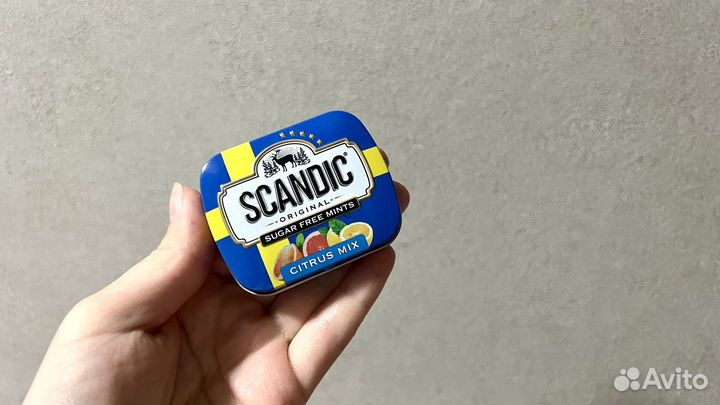 SCANDIC®
ORIGINAL
SUGAR FREE MINTS
CITRUS MIX
Avito